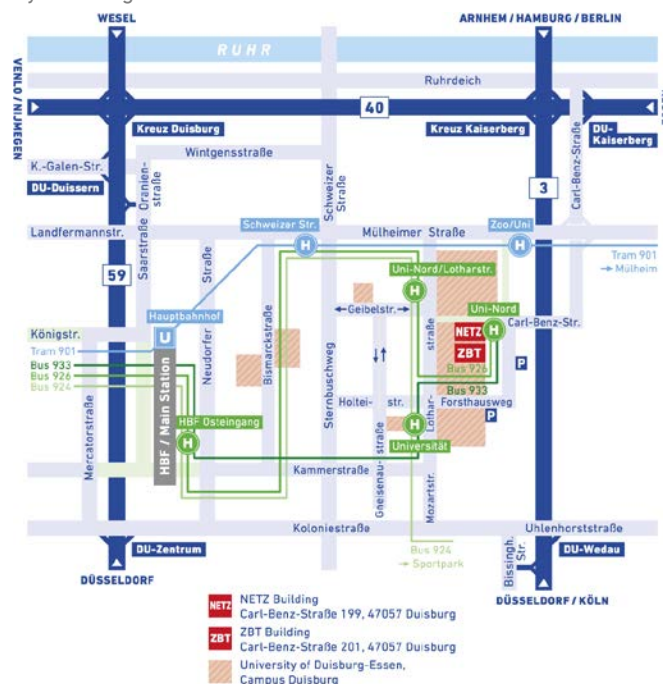 WESEL
ARNHEM / HAMBURG / BERLIN
RUHR
Ruhrdeich
VENLO / NIJMEGEN
40
Kreuz Duisburg
Kreuz Kaiserberg
DU-
Kaiserberg
Wintgensstraße
K.-Galen-Str.
DU-Duissern
Oranien-
straße
Schweizer
Straße
Carl-Benz-Straße
3
Schweizer Str.
Zoo/Uni
Landfermannstr.
Mülheimer Straße
H
H
Tram 901
→ Mülheim
59
Saarstraße
Neudorfer
Straße
Bismarckstraße
Uni-Nord/Lotharstr.
H
Uni-Nord
H
Geibelstr.
Carl-Benz-Str.
Hauptbahnhof
U
Königstr.
Tram 901
Bus 933
Bus 926
Bus 924
NETZ
ZBT
P
Bus 926
Bus 933
Lothar-
straße
Holtei-
str.
Forsthausweg
P
Mercatorstraße
HBF / Main Station
HBF Osteingang
H
Sternbuschweg
H
Universität
Kammerstraße
Gneisenaustraße
Mozartstr.
Koloniestraße
Uhlenhorststraße
DU-Zentrum
Bus 924
→ Sportpark
Bissingh.
Str.
DU-Wedau
DÜSSELDORF
DÜSSELDORF / KÖLN
NETZ
NETZ Building
Carl-Benz-Straße 199, 47057 Duisburg
ZBT
ZBT Building
Carl-Benz-Straße 201, 47057 Duisburg
University of Duisburg-Essen,
Campus Duisburg